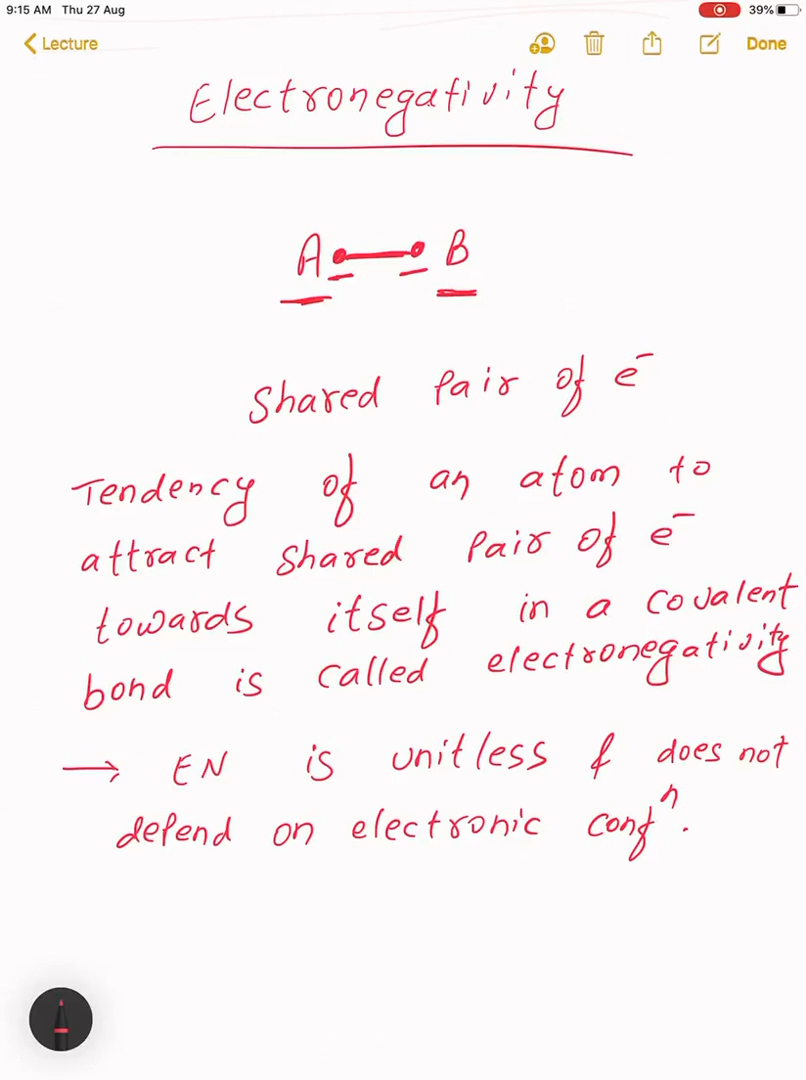 9:15 AM Thu 27 Aug 39%
Lecture Done
Electronegativity
A B
Shared Pair of e⁻
Tendency of an atom to
attract shared Pair of e⁻
towards itself in a covalent
bond is called electronegativity
→ EN is unitless & does not
depend on electronic confⁿ.